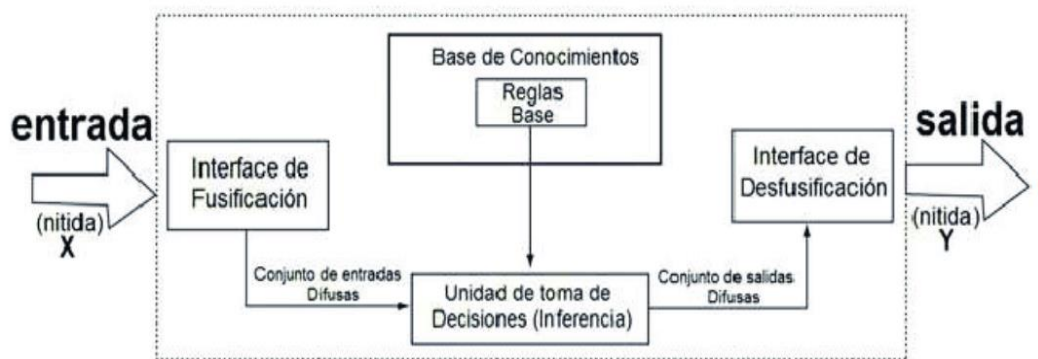 entrada
(nitida)
X
Interface de
Fusificación
Base de Conocimientos
Reglas
Base
Conjunto de entradas
Difusas
Unidad de toma de
Decisiones (Inferencia)
Conjunto de salidas
Difusas
Interface de
Desfusificación
salida
(nitida)
Y